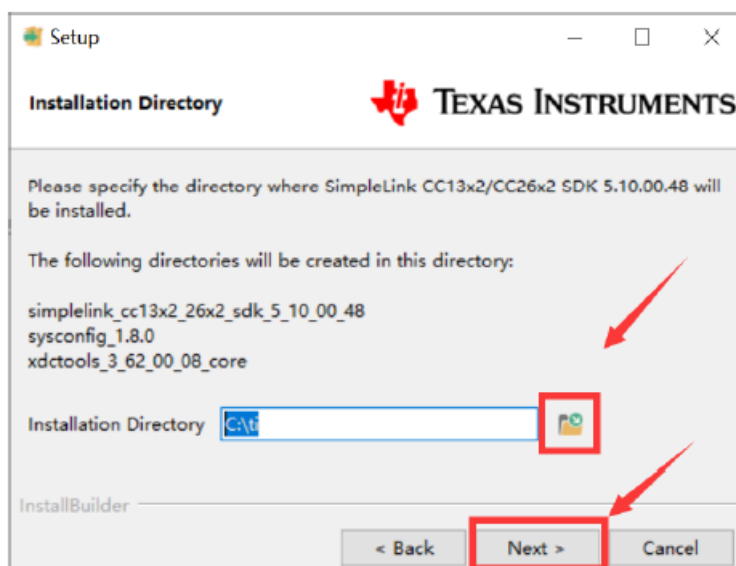 Setup
Installation Directory
TEXAS INSTRUMENTS
Please specify the directory where SimpleLink CC13x2/CC26x2 SDK 5.10.00.48 will
be installed.
The following directories will be created in this directory:
simplelink_cc13x2_26x2_sdk_5_10_00_48
sysconfig_1.8.0
xdctools_3_62_00_08_core
Installation Directory C:\ti
InstallBuilder
< Back Next > Cancel